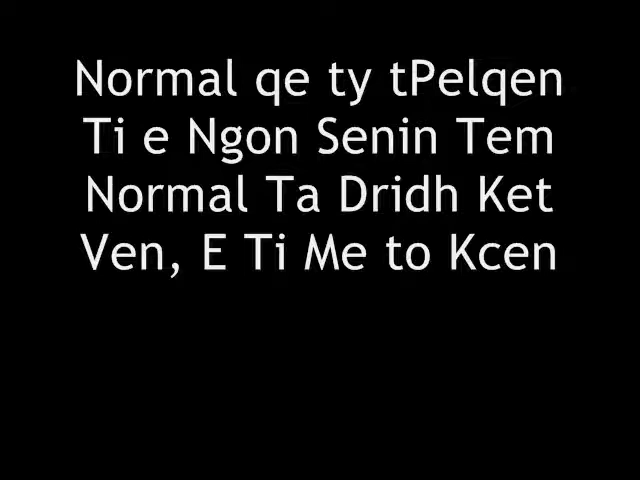 Normal qe ty tPelqen
Ti e Ngon Senin Tem
Normal Ta Dridh Ket
Ven, E Ti Me to Kcen